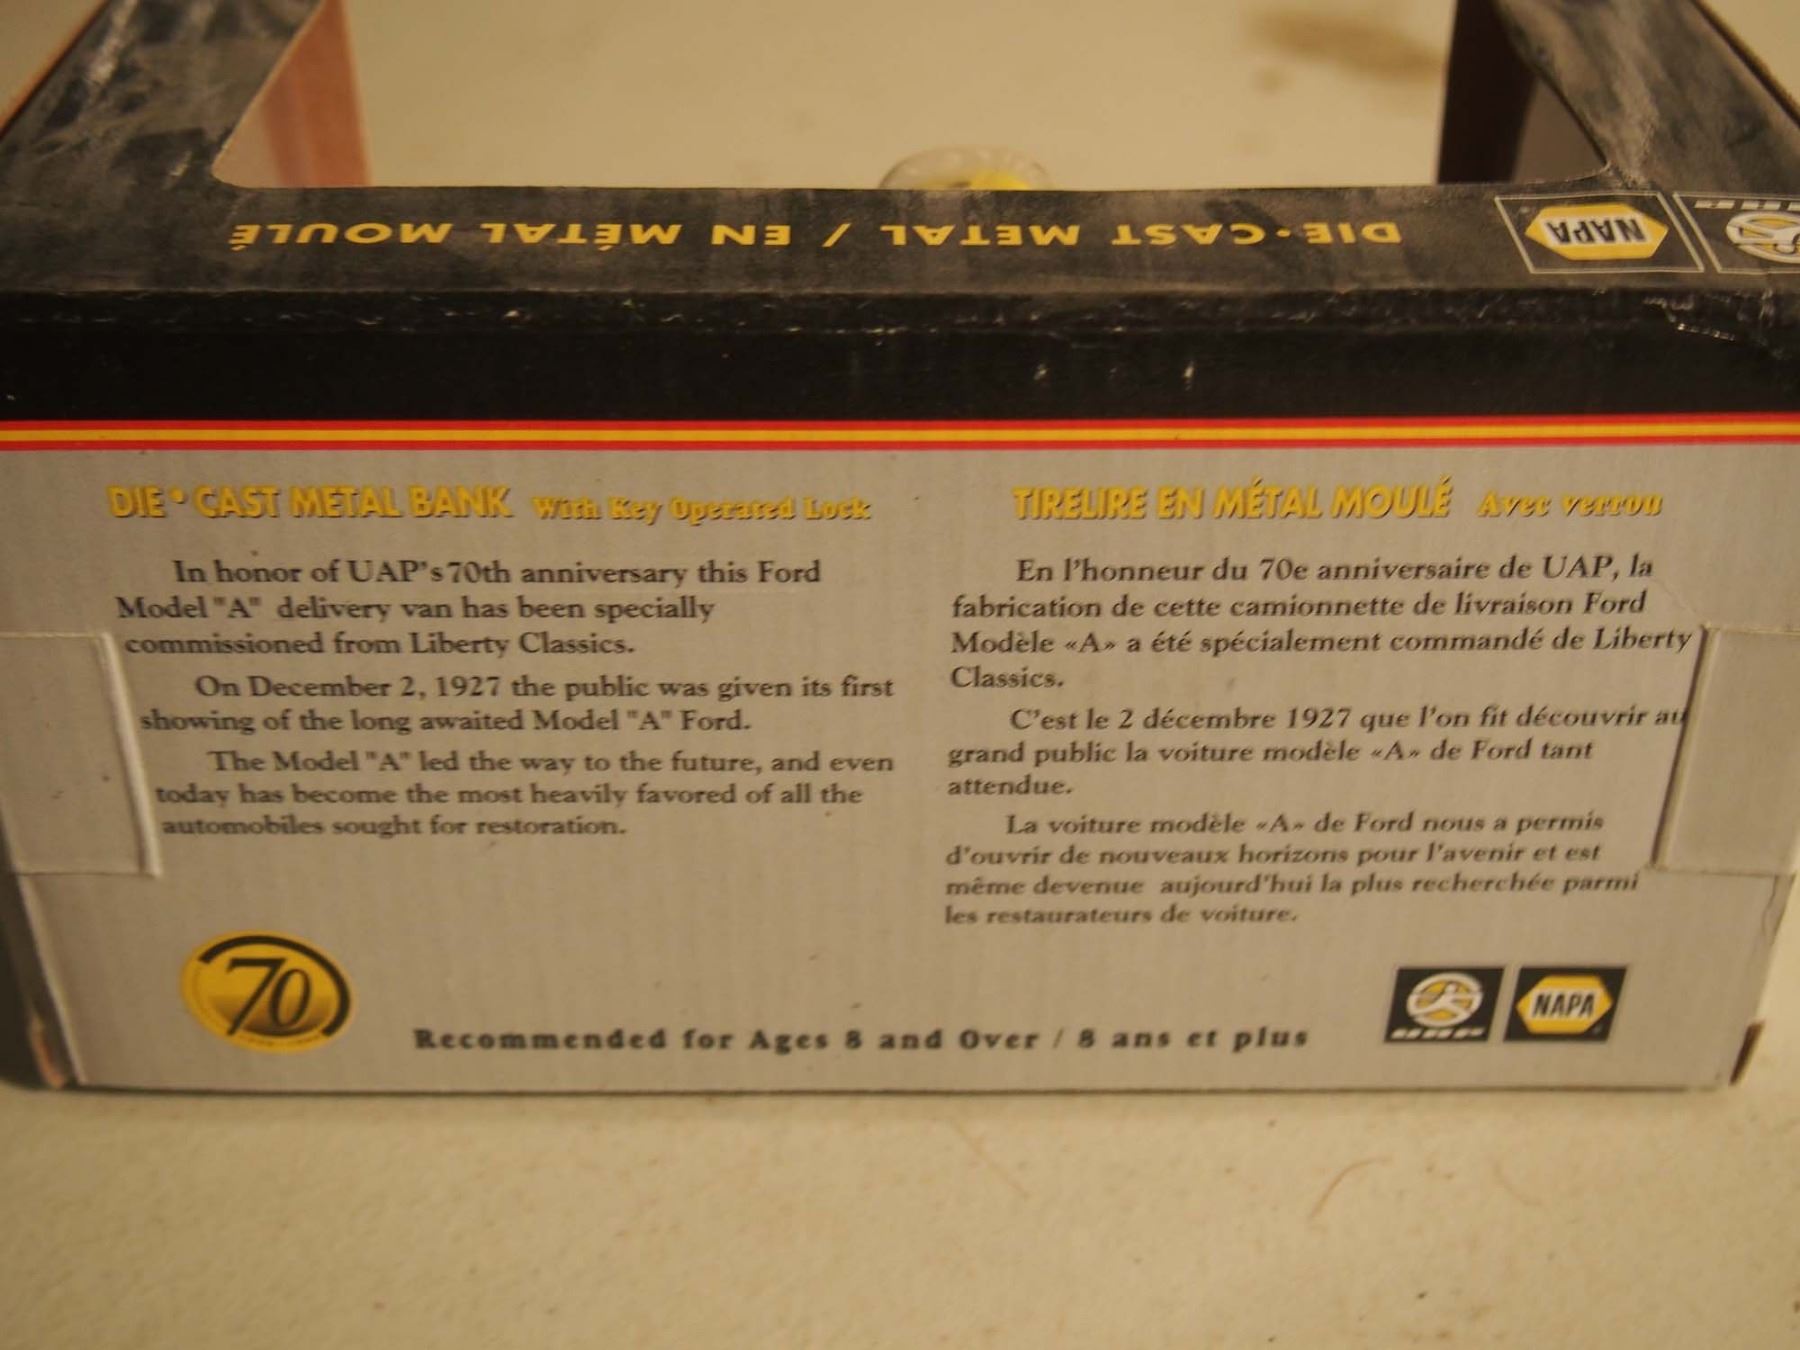 DIE•CAST METAL / EN MÉTAL MOULÉ
NAPA
DIE • CAST METAL BANK With Key Operated Lock
In honor of UAP's 70th anniversary this Ford
Model "A" delivery van has been specially
commissioned from Liberty Classics.
On December 2, 1927 the public was given its first
showing of the long awaited Model "A" Ford.
The Model "A" led the way to the future, and even
today has become the most heavily favored of all the
automobiles sought for restoration.
TIRELIRE EN MÉTAL MOULÉ Avec verrou
En l'honneur du 70e anniversaire de UAP, la
fabrication de cette camionnette de livraison Ford
Modèle «A» a été spécialement commandé de Liberty
Classics.
C'est le 2 décembre 1927 que l'on fit découvrir au
grand public la voiture modèle «A» de Ford tant
attendue.
La voiture modèle «A» de Ford nous a permis
d'ouvrir de nouveaux horizons pour l'avenir et est
même devenue aujourd'hui la plus recherchée parmi
les restaurateurs de voiture.
70
Recommended for Ages 8 and Over / 8 ans et plus
NAPA